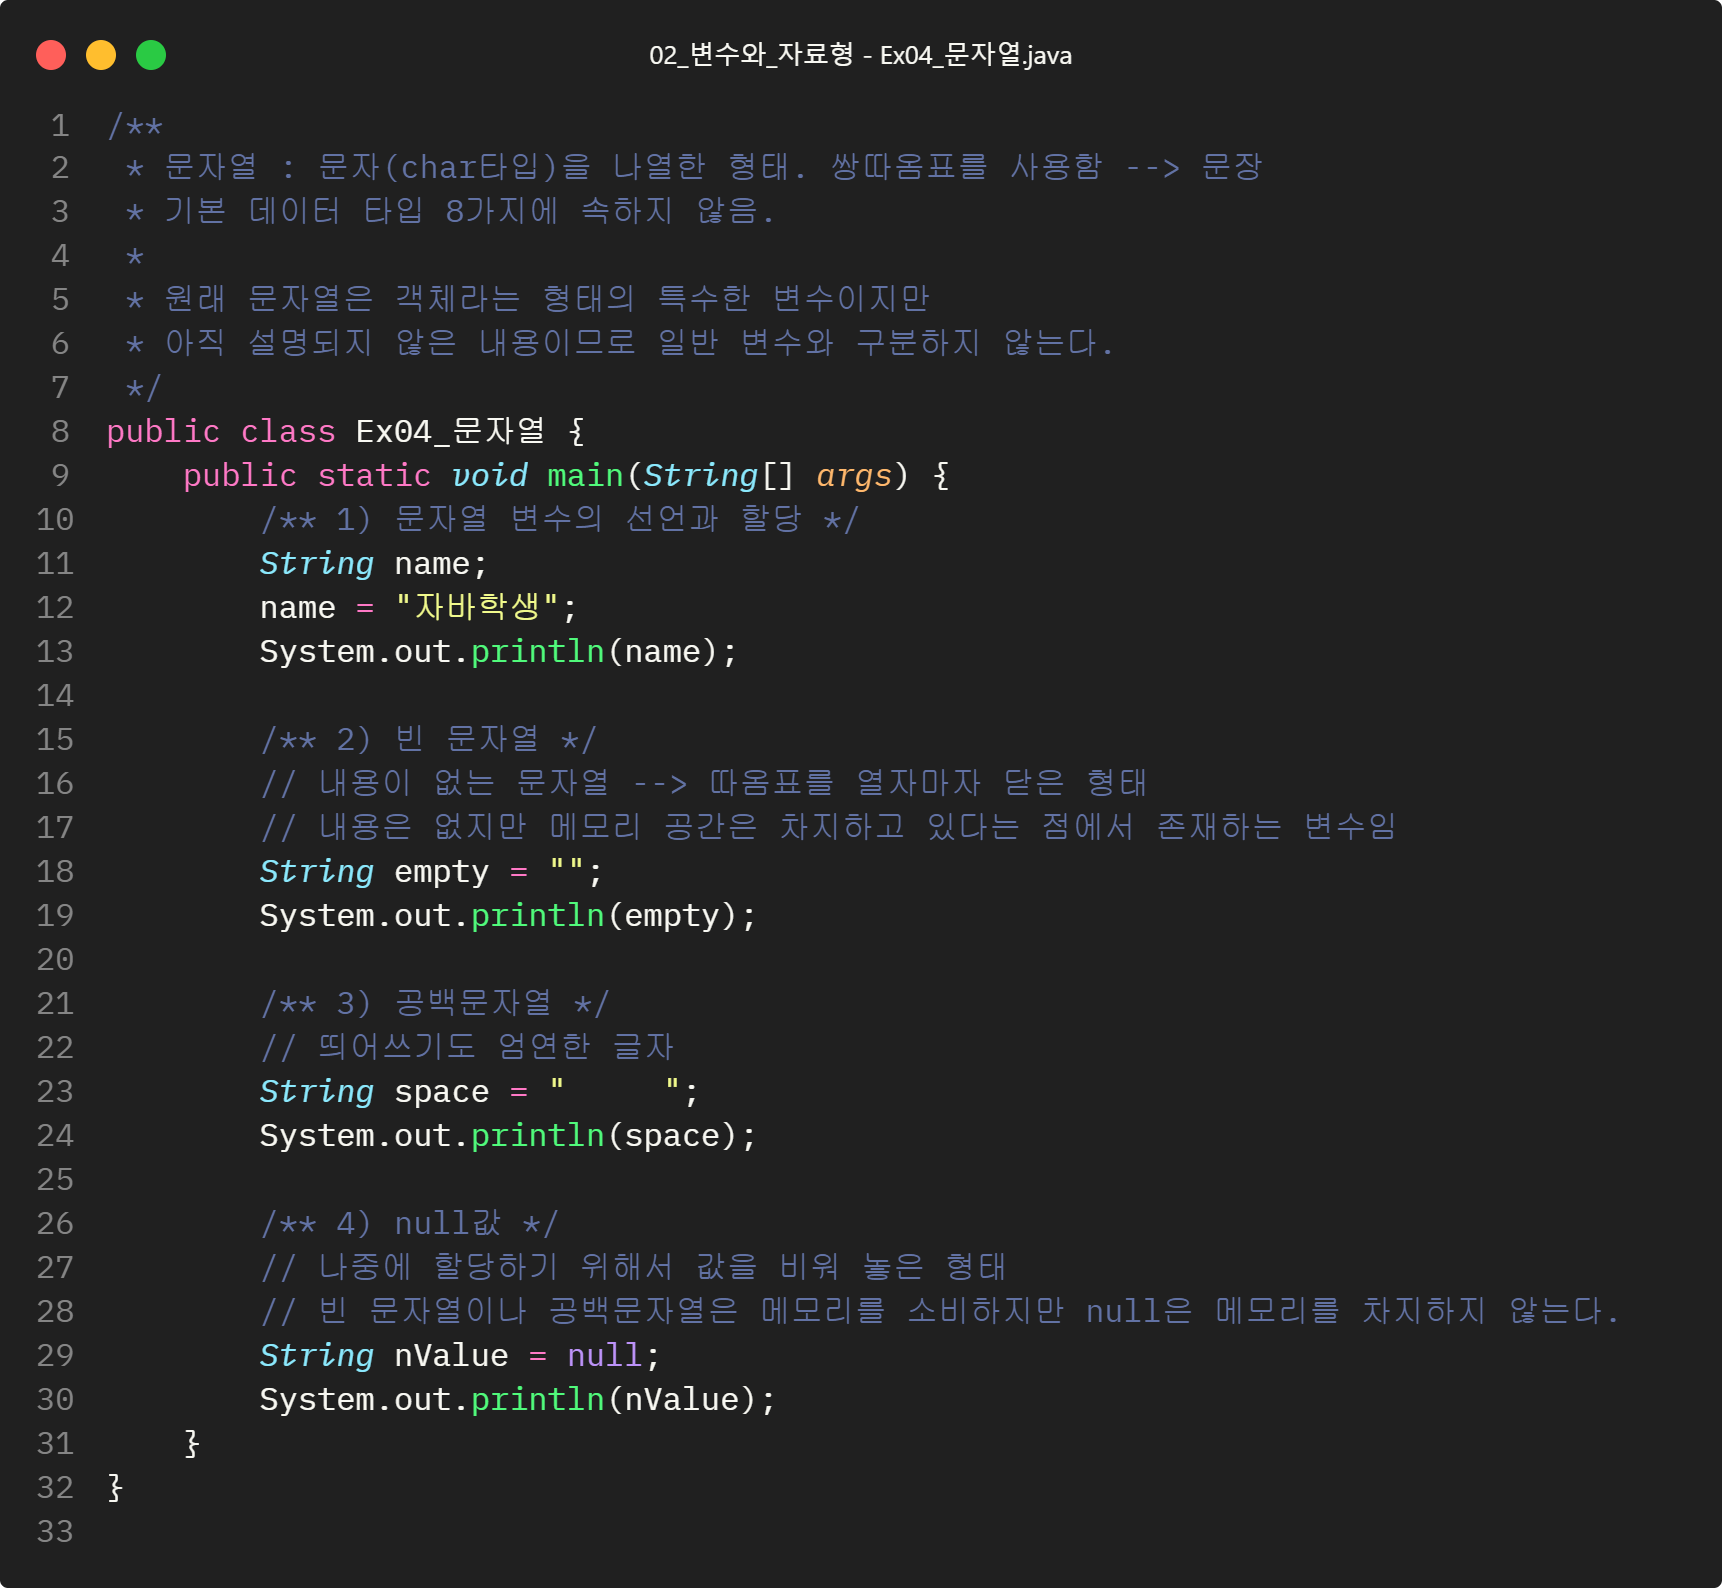 02_변수와_자료형 - Ex04_문자열.java
1 /**
2  * 문자열 : 문자(char타입)을 나열한 형태. 쌍따옴표를 사용함 --> 문장
3  * 기본 데이터 타입 8가지에 속하지 않음.
4  *
5  * 원래 문자열은 객체라는 형태의 특수한 변수이지만
6  * 아직 설명되지 않은 내용이므로 일반 변수와 구분하지 않는다.
7  */
8 public class Ex04_문자열 {
9     public static void main(String[] args) {
10         /** 1) 문자열 변수의 선언과 할당 */
11         String name;
12         name = "자바학생";
13         System.out.println(name);
14
15         /** 2) 빈 문자열 */
16         // 내용이 없는 문자열 --> 따옴표를 열자마자 닫은 형태
17         // 내용은 없지만 메모리 공간은 차지하고 있다는 점에서 존재하는 변수임
18         String empty = "";
19         System.out.println(empty);
20
21         /** 3) 공백문자열 */
22         // 띄어쓰기도 엄연한 글자
23         String space = "     ";
24         System.out.println(space);
25
26         /** 4) null값 */
27         // 나중에 할당하기 위해서 값을 비워 놓은 형태
28         // 빈 문자열이나 공백문자열은 메모리를 소비하지만 null은 메모리를 차지하지 않는다.
29         String nValue = null;
30         System.out.println(nValue);
31     }
32 }
33